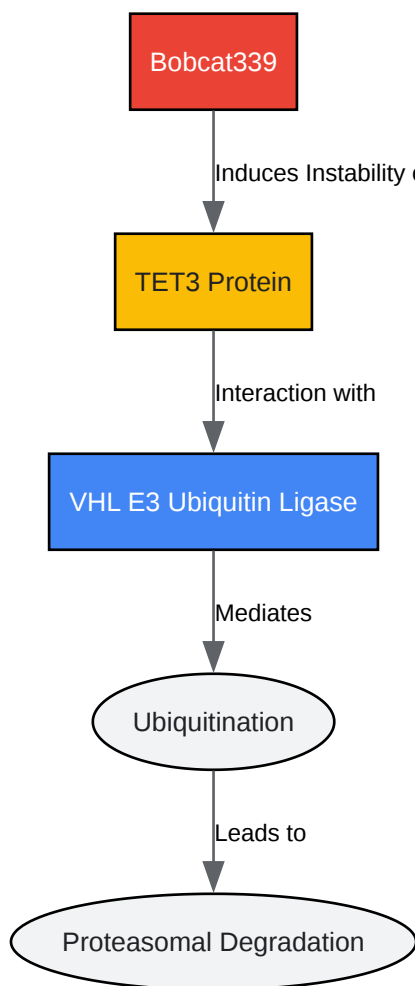 Bobcat339
Induces Instability
TET3 Protein
Interaction with
VHL E3 Ubiquitin Ligase
Mediates
Ubiquitination
Leads to
Proteasomal Degradation